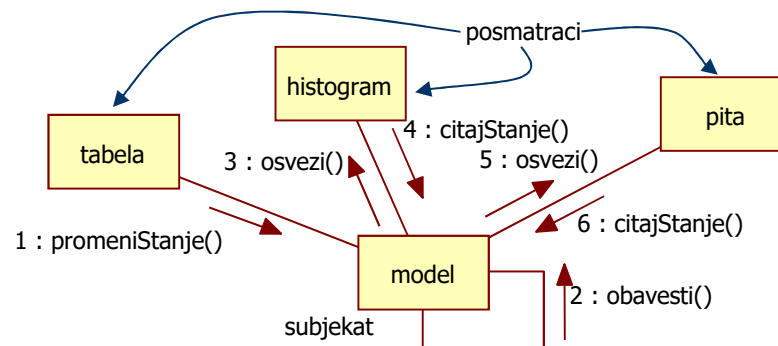 posmatraci
histogram
pita
tabela
4 : citajStanje()
3 : osvezi()
5 : osvezi()
1 : promeniStanje()
6 : citajStanje()
model
2 : obavesti()
subjekat